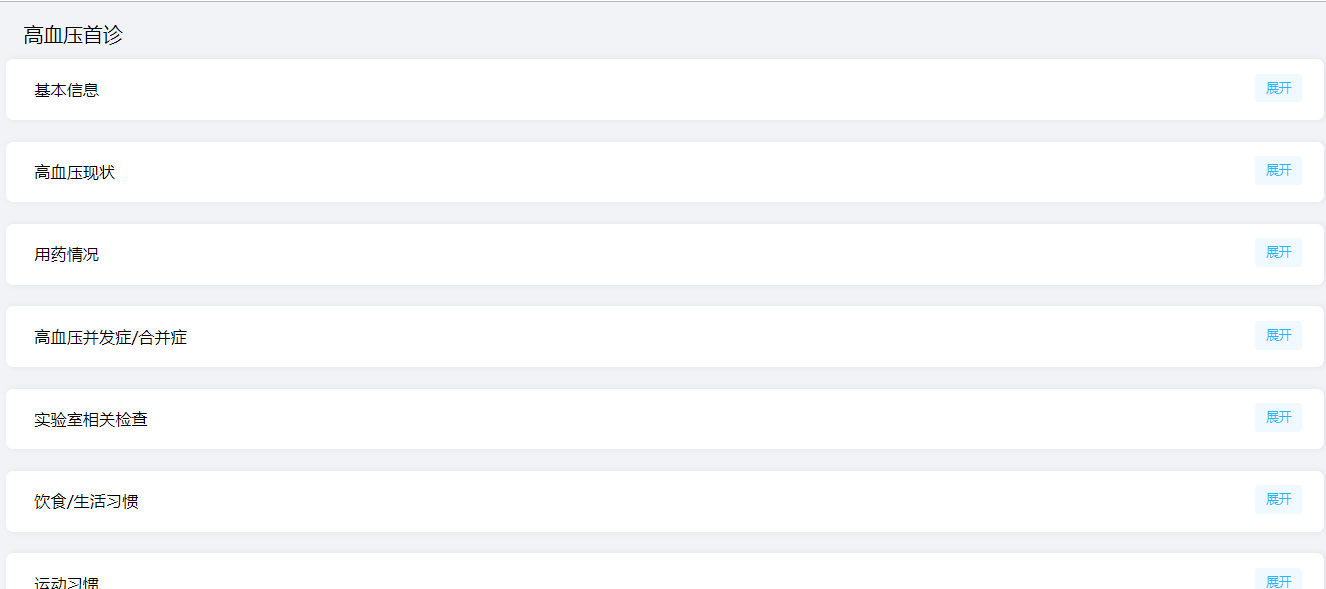 高血压首诊
基本信息 展开
高血压现状 展开
用药情况 展开
高血压并发症/合并症 展开
实验室相关检查 展开
饮食/生活习惯 展开
运动习惯 展开